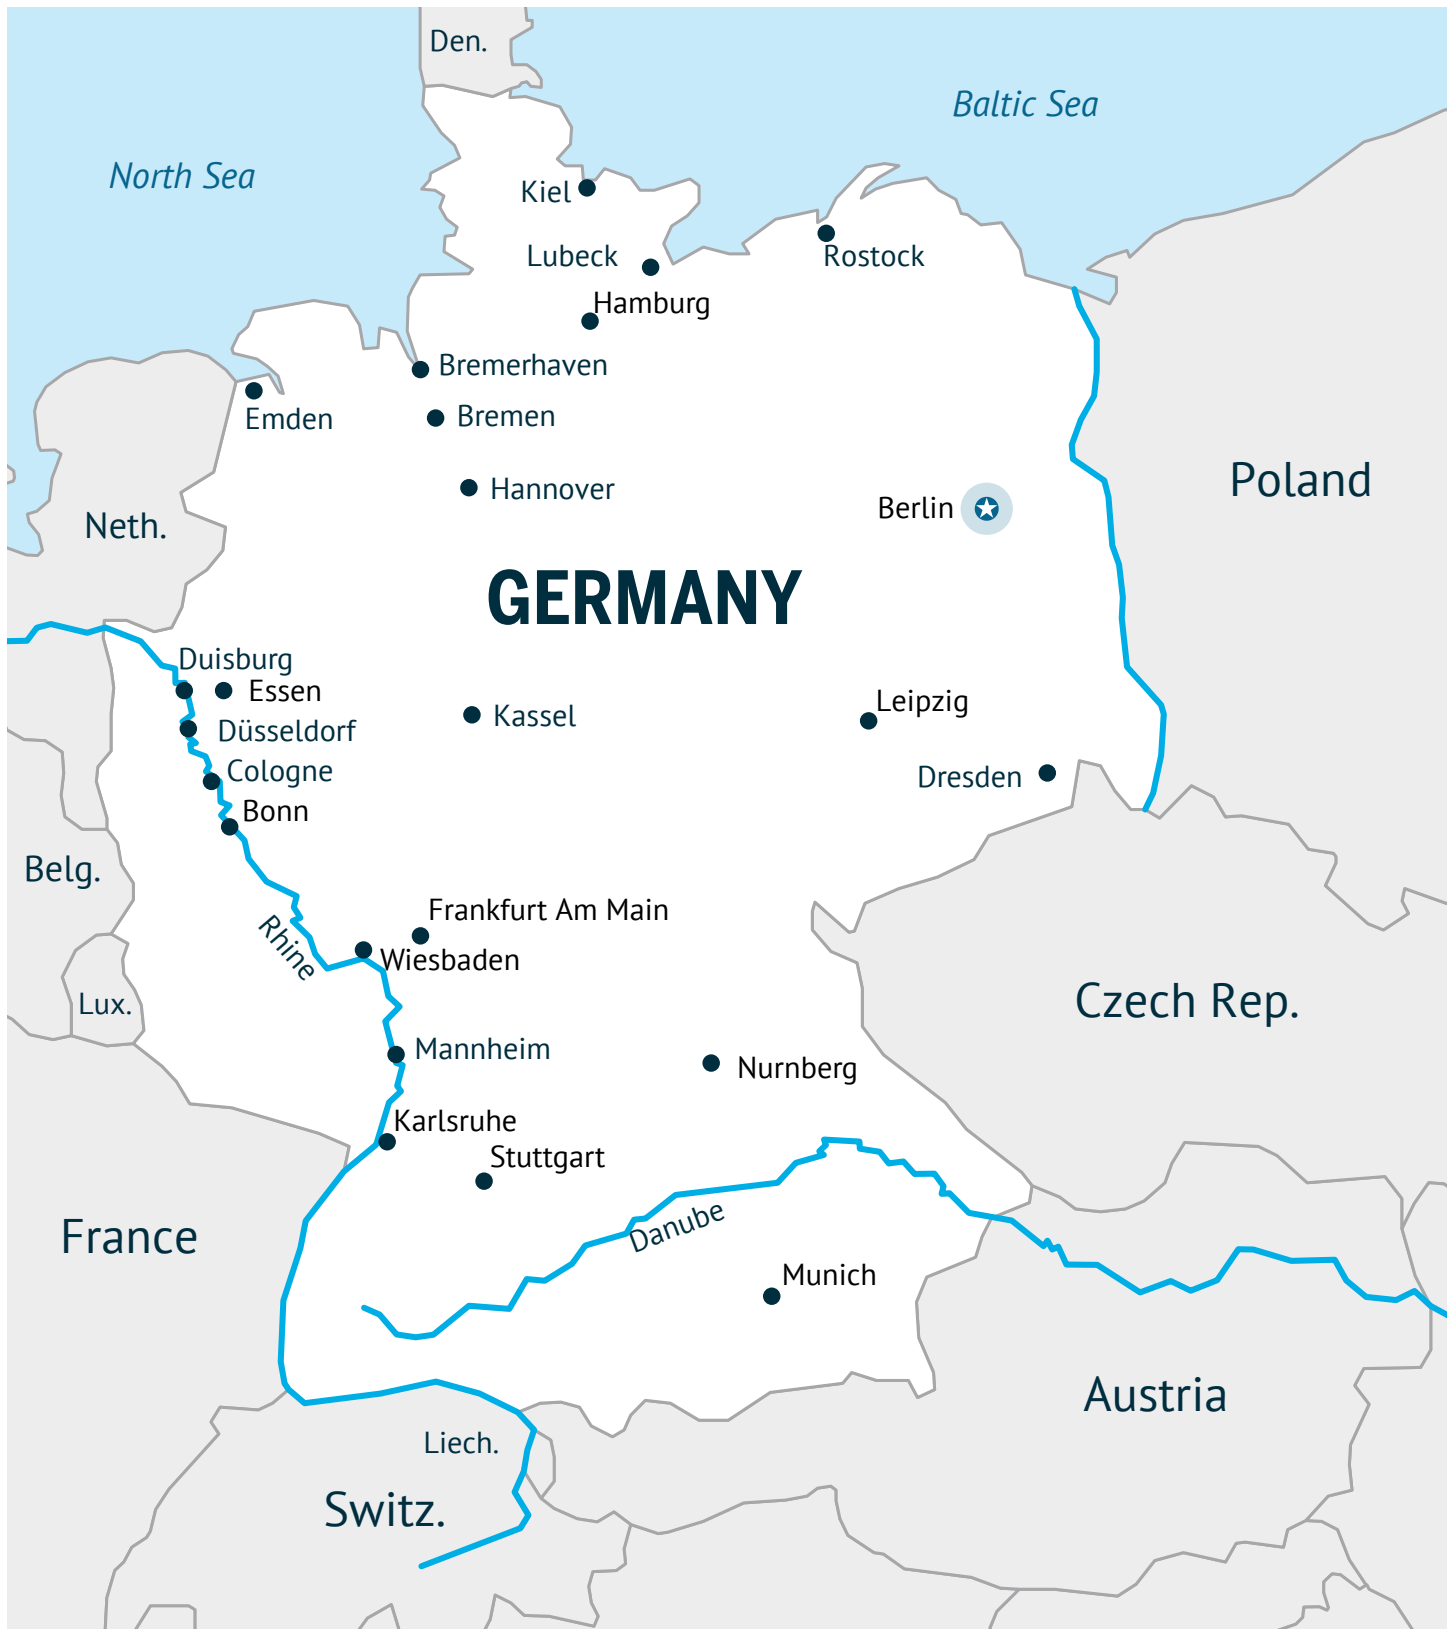 Den.
Baltic Sea
North Sea
Kiel
Lubeck
Rostock
Hamburg
Bremerhaven
Emden
Bremen
Hannover
Berlin
Poland
Neth.
GERMANY
Duisburg
Essen
Düsseldorf
Kassel
Leipzig
Cologne
Dresden
Bonn
Belg.
Frankfurt Am Main
Rhine
Wiesbaden
Lux.
Czech Rep.
Mannheim
Nurnberg
Karlsruhe
Stuttgart
France
Danube
Munich
Austria
Liech.
Switz.